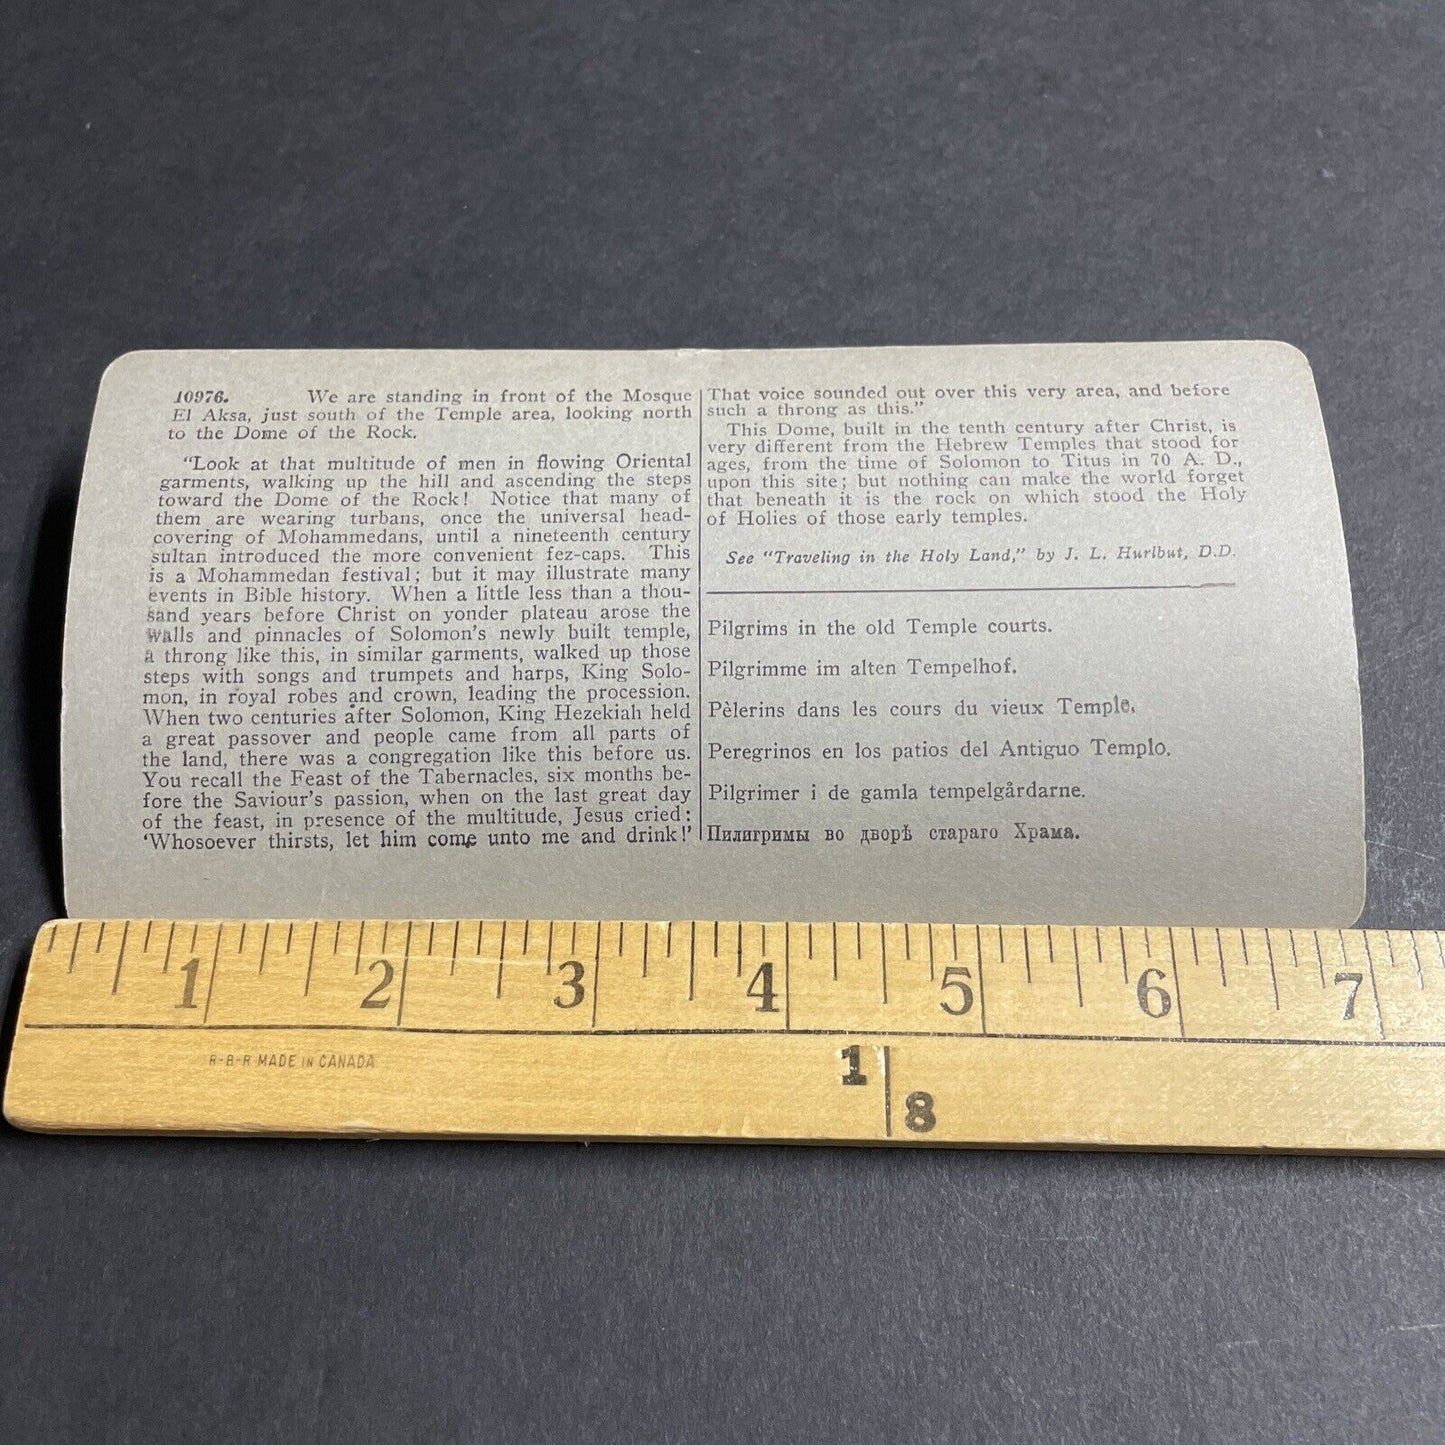 10976. We are standing in front of the Mosque
El Aksa, just south of the Temple area, looking north
to the Dome of the Rock.
"Look at that multitude of men in flowing Oriental
garments, walking up the hill and ascending the steps
toward the Dome of the Rock! Notice that many of
them are wearing turbans, once the universal head-
covering of Mohammedans, until a nineteenth century
sultan introduced the more convenient fez-caps. This
is a Mohammedan festival; but it may illustrate many
events in Bible history. When a little less than a thou-
sand years before Christ on yonder plateau arose the
walls and pinnacles of Solomon's newly built temple,
a throng like this, in similar garments, walked up those
steps with songs and trumpets and harps, King Solo-
mon, in royal robes and crown, leading the procession.
When two centuries after Solomon, King Hezekiah held
a great passover and people came from all parts of
the land, there was a congregation like this before us.
You recall the Feast of the Tabernacles, six months be-
fore the Saviour's passion, when on the last great day
of the feast, in presence of the multitude, Jesus cried:
'Whosoever thirsts, let him come unto me and drink!'
That voice sounded out over this very area, and before
such a throng as this."
This Dome, built in the tenth century after Christ, is
very different from the Hebrew Temples that stood for
ages, from the time of Solomon to Titus in 70 A. D.,
upon this site; but nothing can make the world forget
that beneath it is the rock on which stood the Holy
of Holies of those early temples.
See "Traveling in the Holy Land," by J. L. Hurlbut, D.D.
Pilgrims in the old Temple courts.
Pilgrimme im alten Tempelhof.
Pèlerins dans les cours du vieux Temple.
Peregrinos en los patios del Antiguo Templo.
Pilgrimer i de gamla tempelgårdarne.
Пилигримы во дворѣ стараго Храма.
1 2 3 4 5 6 7
R-B-R MADE IN CANADA
1 8